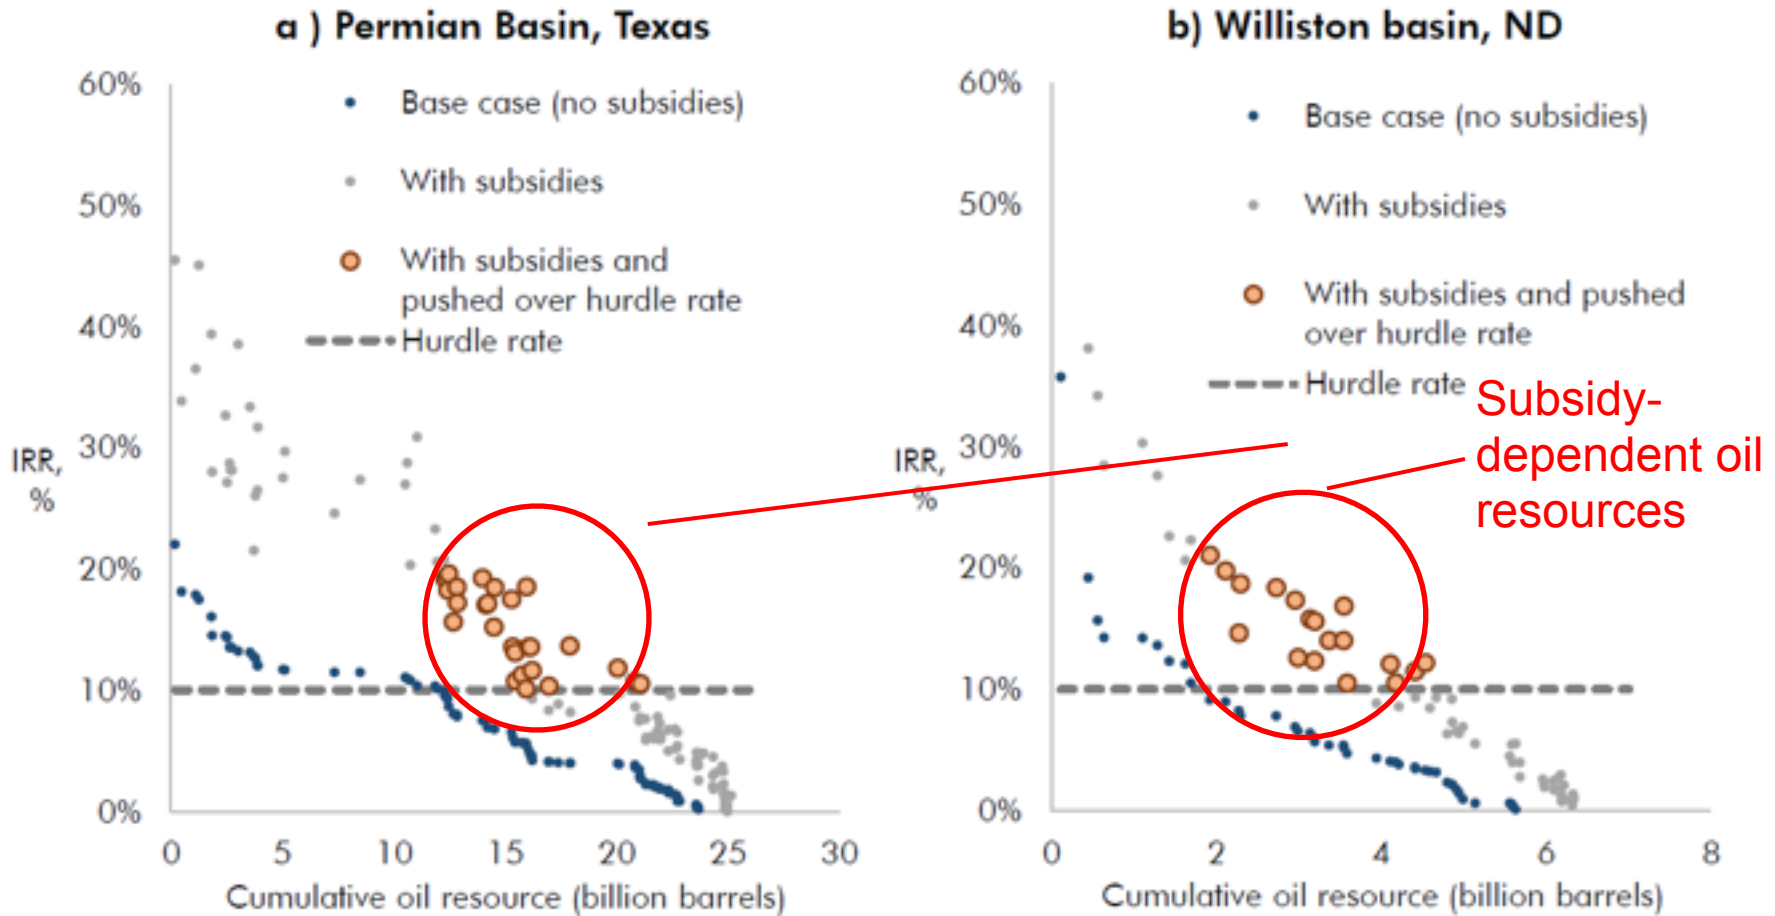 a ) Permian Basin, Texas
60%
50%
40%
30%
20%
10%
0%
IRR,
%
Base case (no subsidies)
With subsidies
With subsidies and
pushed over hurdle rate
Hurdle rate
0 5 10 15 20 25 30
Cumulative oil resource (billion barrels)
b) Williston basin, ND
60%
50%
40%
30%
20%
10%
0%
IRR,
%
Base case (no subsidies)
With subsidies
With subsidies and pushed
over hurdle rate
Hurdle rate
Subsidy-
dependent oil
resources
0 2 4 6 8
Cumulative oil resource (billion barrels)